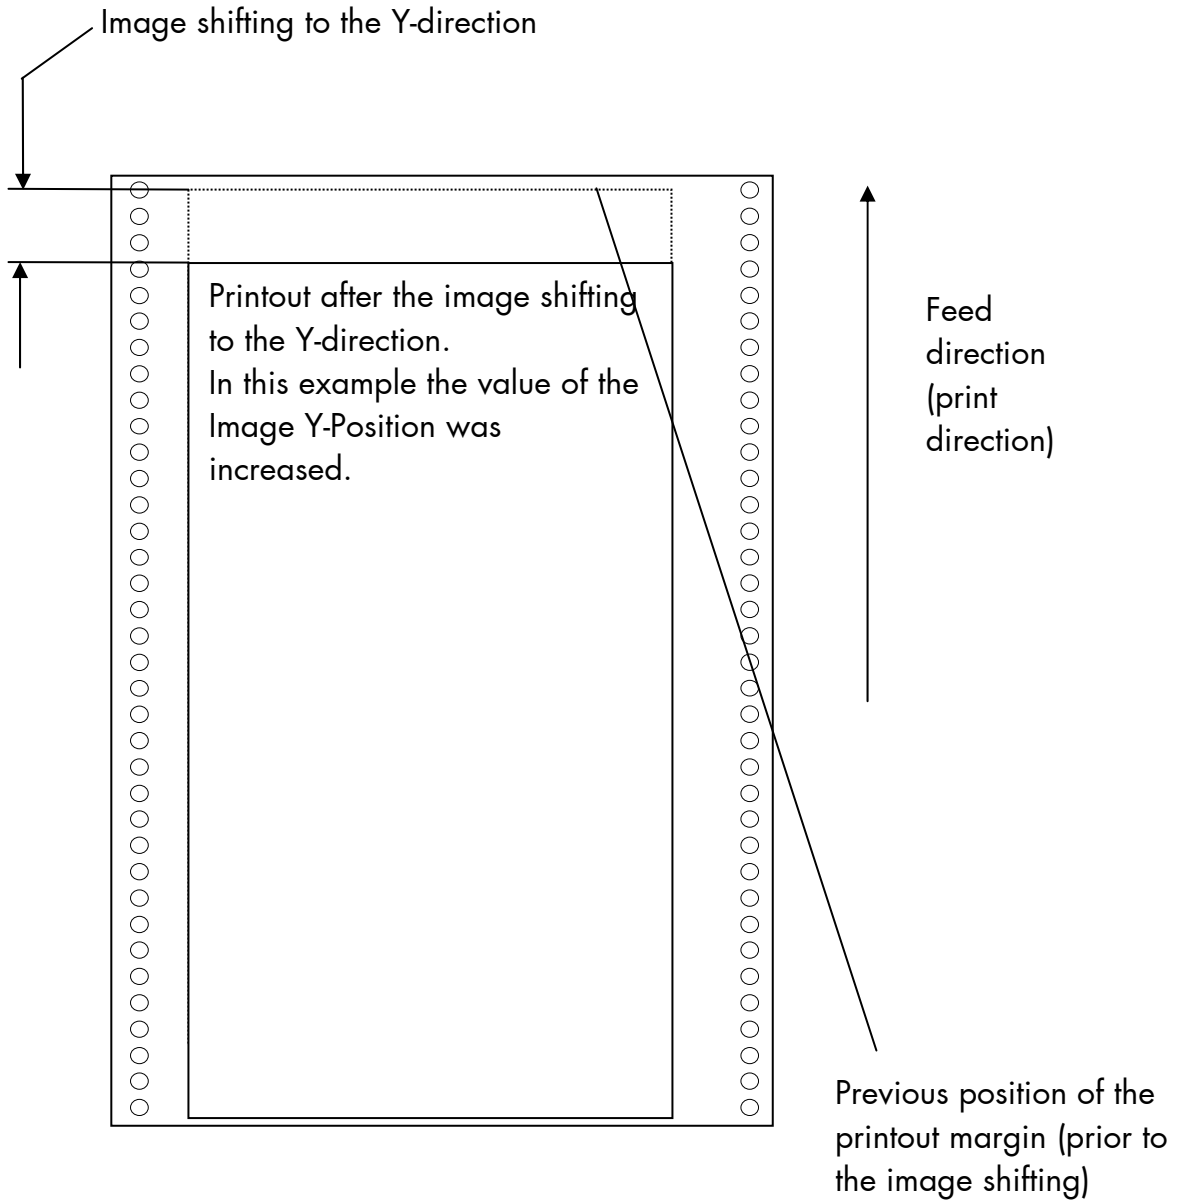 Image shifting to the Y-direction
Printout after the image shifting
to the Y-direction.
In this example the value of the
Image Y-Position was
increased.
Feed
direction
(print
direction)
Previous position of the
printout margin (prior to
the image shifting)